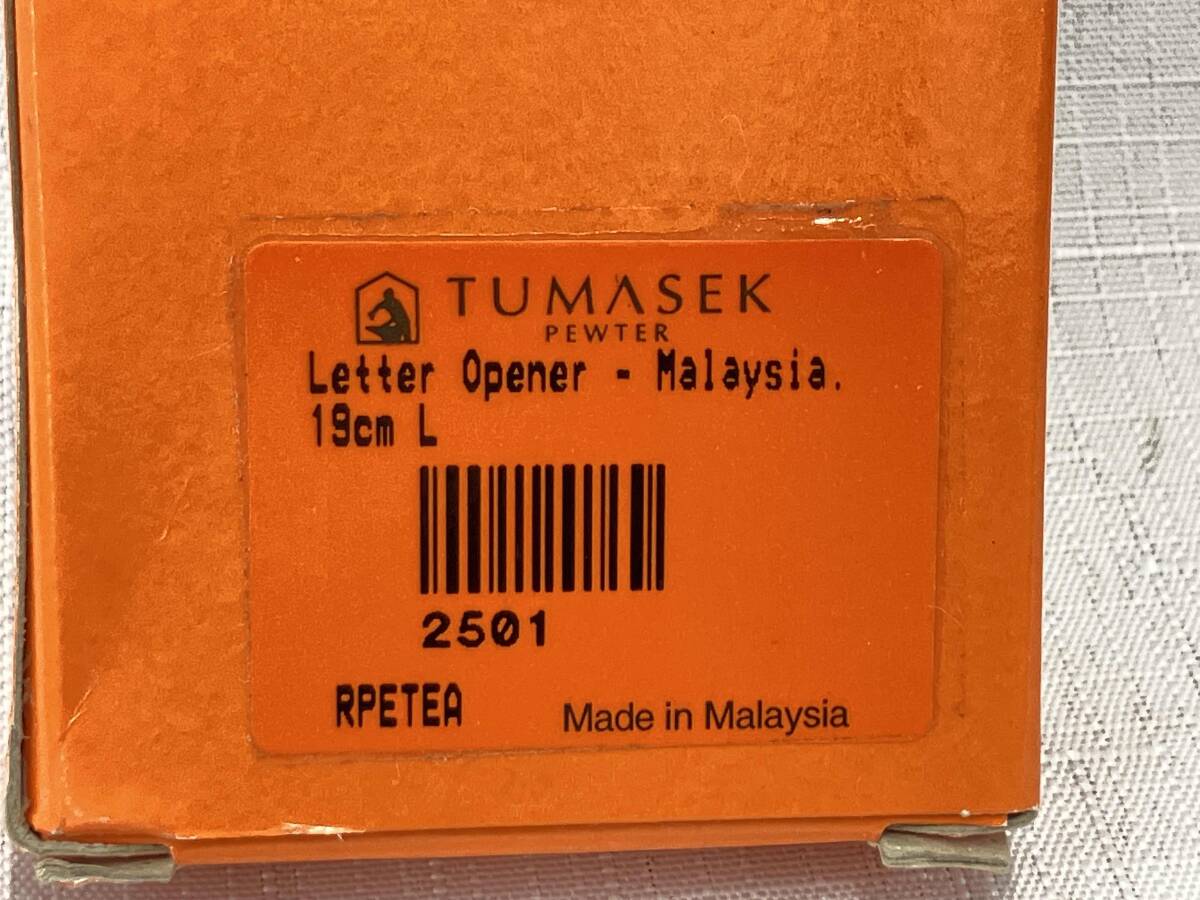 TUMASEK
PEWTER
Letter Opener - Malaysia.
19cm L
2501
RPETEA
Made in Malaysia